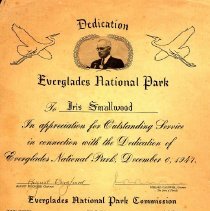 Dedication
Everglades National Park
To Iris Smallwood
In appreciation for Outstanding Service
in connection with the Dedication of
Everglades National Park, December 6, 1947.
Everglades National Park Commission